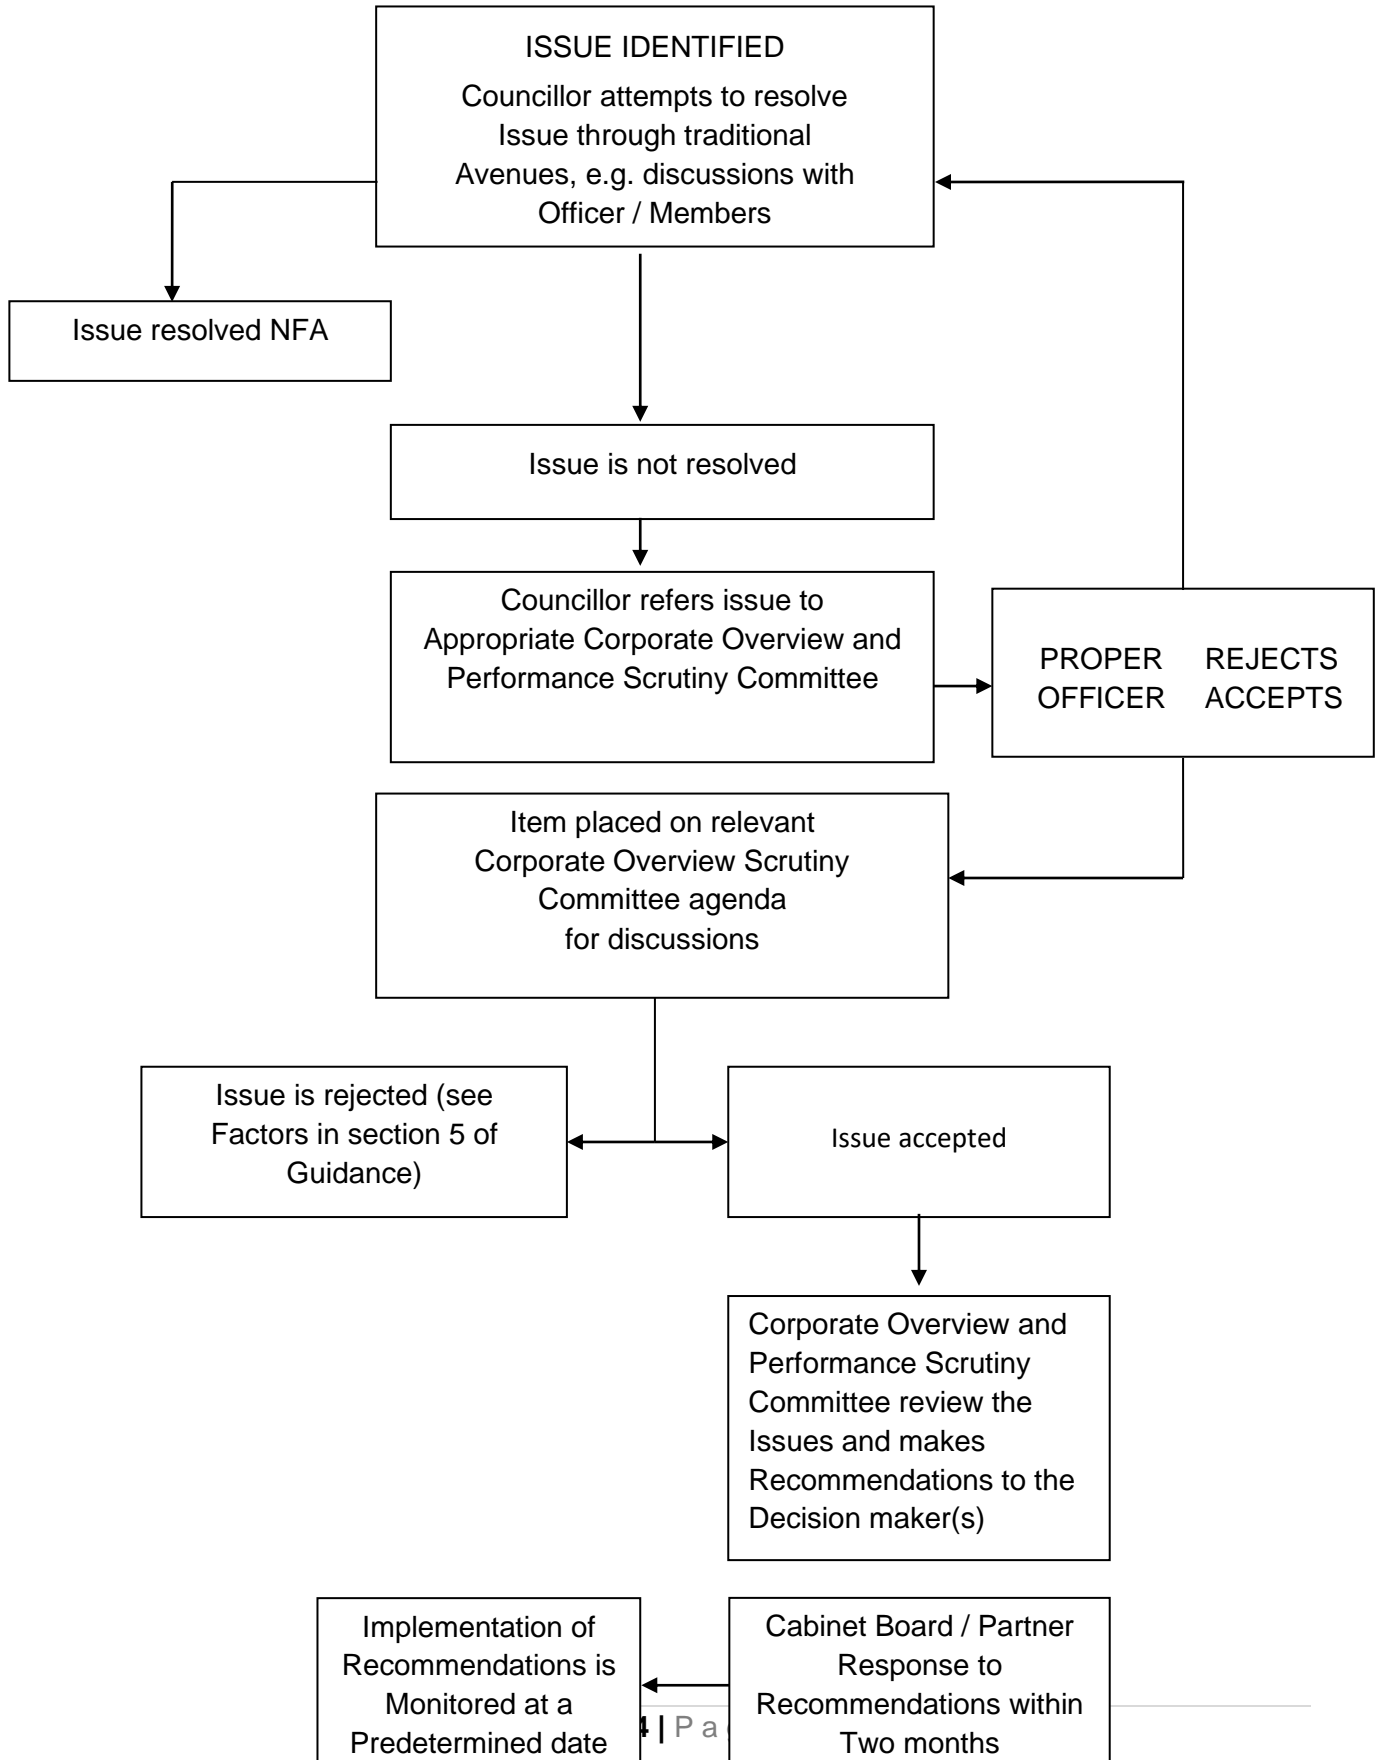 ISSUE IDENTIFIED
Councillor attempts to resolve
Issue through traditional
Avenues, e.g. discussions with
Officer / Members
Issue resolved NFA
Issue is not resolved
Councillor refers issue to
Appropriate Corporate Overview and
Performance Scrutiny Committee
PROPER REJECTS
OFFICER ACCEPTS
Item placed on relevant
Corporate Overview Scrutiny
Committee agenda
for discussions
Issue is rejected (see
Factors in section 5 of
Guidance)
Issue accepted
Corporate Overview and
Performance Scrutiny
Committee review the
Issues and makes
Recommendations to the
Decision maker(s)
Implementation of
Recommendations is
Monitored at a
Predetermined date
Cabinet Board / Partner
Response to
Recommendations within
Two months